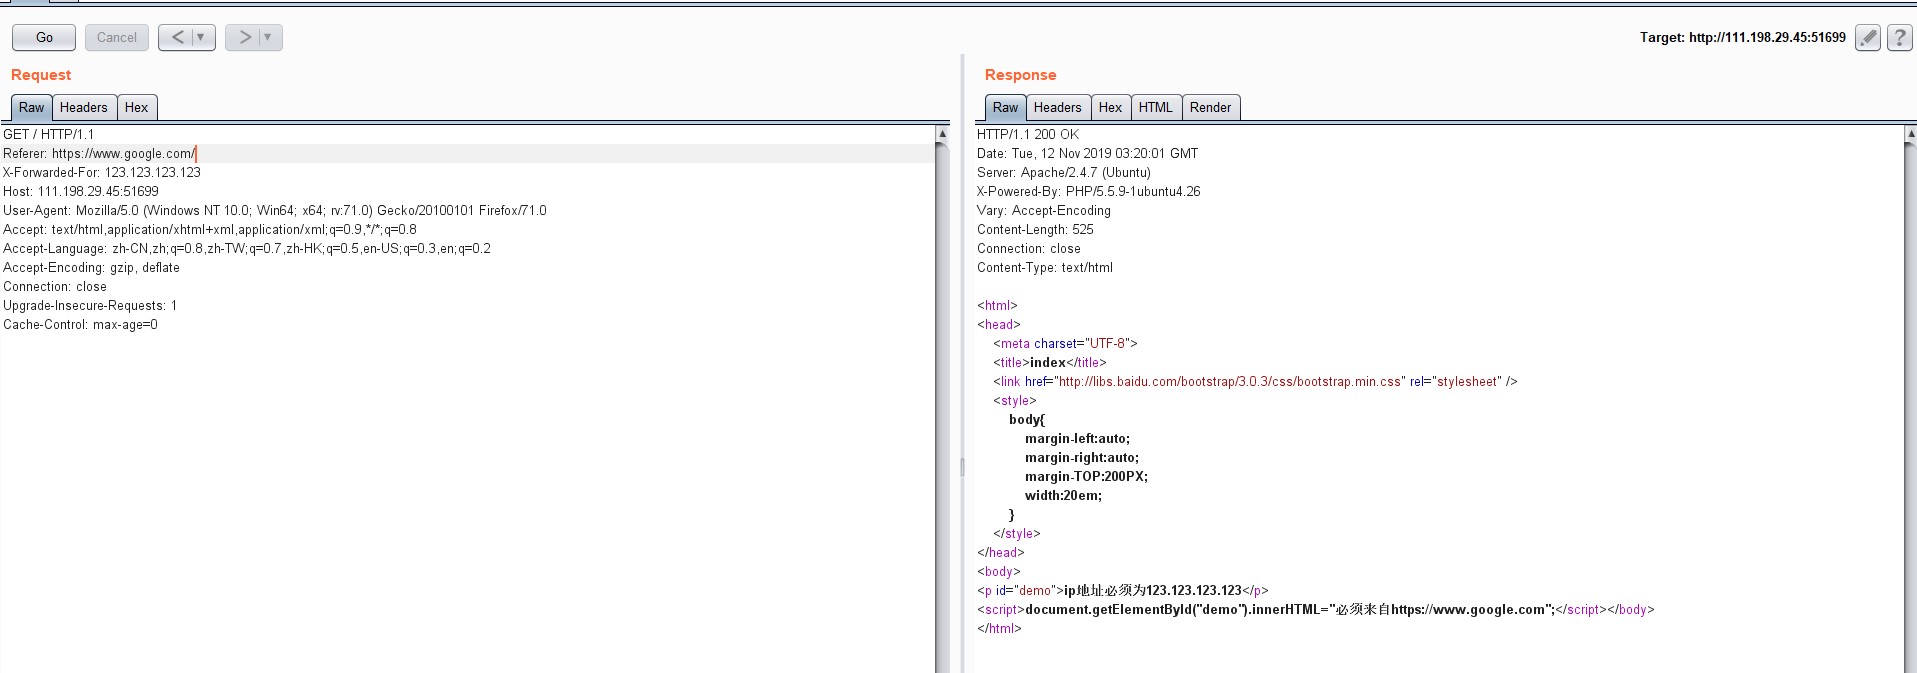 Go
Cancel
<
>
Target: http://111.198.29.45:51699
?
Request
Raw
Headers
Hex
GET / HTTP/1.1
Referer: https://www.google.com/
X-Forwarded-For: 123.123.123.123
Host: 111.198.29.45:51699
User-Agent: Mozilla/5.0 (Windows NT 10.0; Win64; x64; rv:71.0) Gecko/20100101 Firefox/71.0
Accept: text/html,application/xhtml+xml,application/xml;q=0.9,*/*;q=0.8
Accept-Language: zh-CN,zh;q=0.8,zh-TW;q=0.7,zh-HK;q=0.5,en-US;q=0.3,en;q=0.2
Accept-Encoding: gzip, deflate
Connection: close
Upgrade-Insecure-Requests: 1
Cache-Control: max-age=0
Response
Raw
Headers
Hex
HTML
Render
HTTP/1.1 200 OK
Date: Tue, 12 Nov 2019 03:20:01 GMT
Server: Apache/2.4.7 (Ubuntu)
X-Powered-By: PHP/5.5.9-1ubuntu4.26
Vary: Accept-Encoding
Content-Length: 525
Connection: close
Content-Type: text/html
<html>
<head>
<meta charset="UTF-8">
<title>index</title>
<link href="http://libs.baidu.com/bootstrap/3.0.3/css/bootstrap.min.css" rel="stylesheet" />
<style>
body{
margin-left:auto;
margin-right:auto;
margin-TOP:200PX;
width:20em;
}
</style>
</head>
<body>
<p id="demo">ip地址必须为123.123.123.123</p>
<script>document.getElementById("demo").innerHTML="必须来自https://www.google.com";</script></body>
</html>